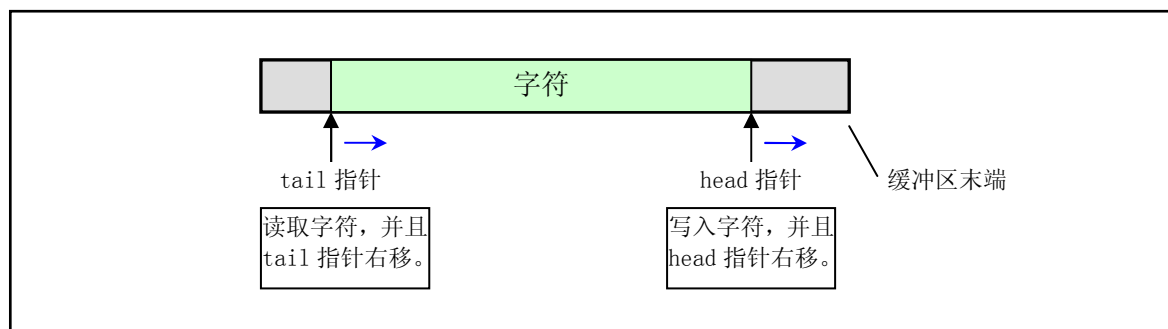 字符
tail 指针
head 指针
缓冲区末端
读取字符，并且
tail 指针右移。
写入字符，并且
head 指针右移。